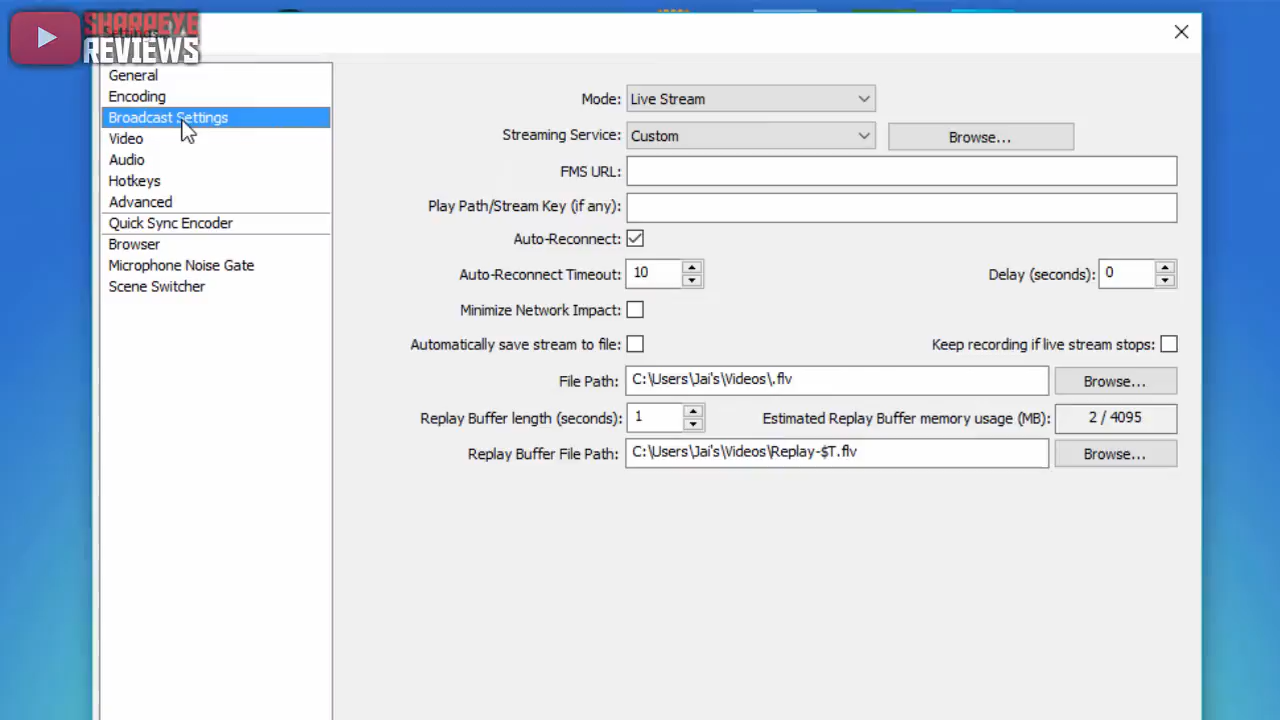 SHARPEYE
REVIEWS
General
Encoding
Broadcast Settings
Video
Audio
Hotkeys
Advanced
Quick Sync Encoder
Browser
Microphone Noise Gate
Scene Switcher
Mode: Live Stream
Streaming Service: Custom Browse...
FMS URL:
Play Path/Stream Key (if any):
Auto-Reconnect:
Auto-Reconnect Timeout: 10 Delay (seconds): 0
Minimize Network Impact:
Automatically save stream to file: Keep recording if live stream stops:
File Path: C:\Users\Jai's\Videos\.flv Browse...
Replay Buffer length (seconds): 1 Estimated Replay Buffer memory usage (MB): 2 / 4095
Replay Buffer File Path: C:\Users\Jai's\Videos\Replay-$T.flv Browse...